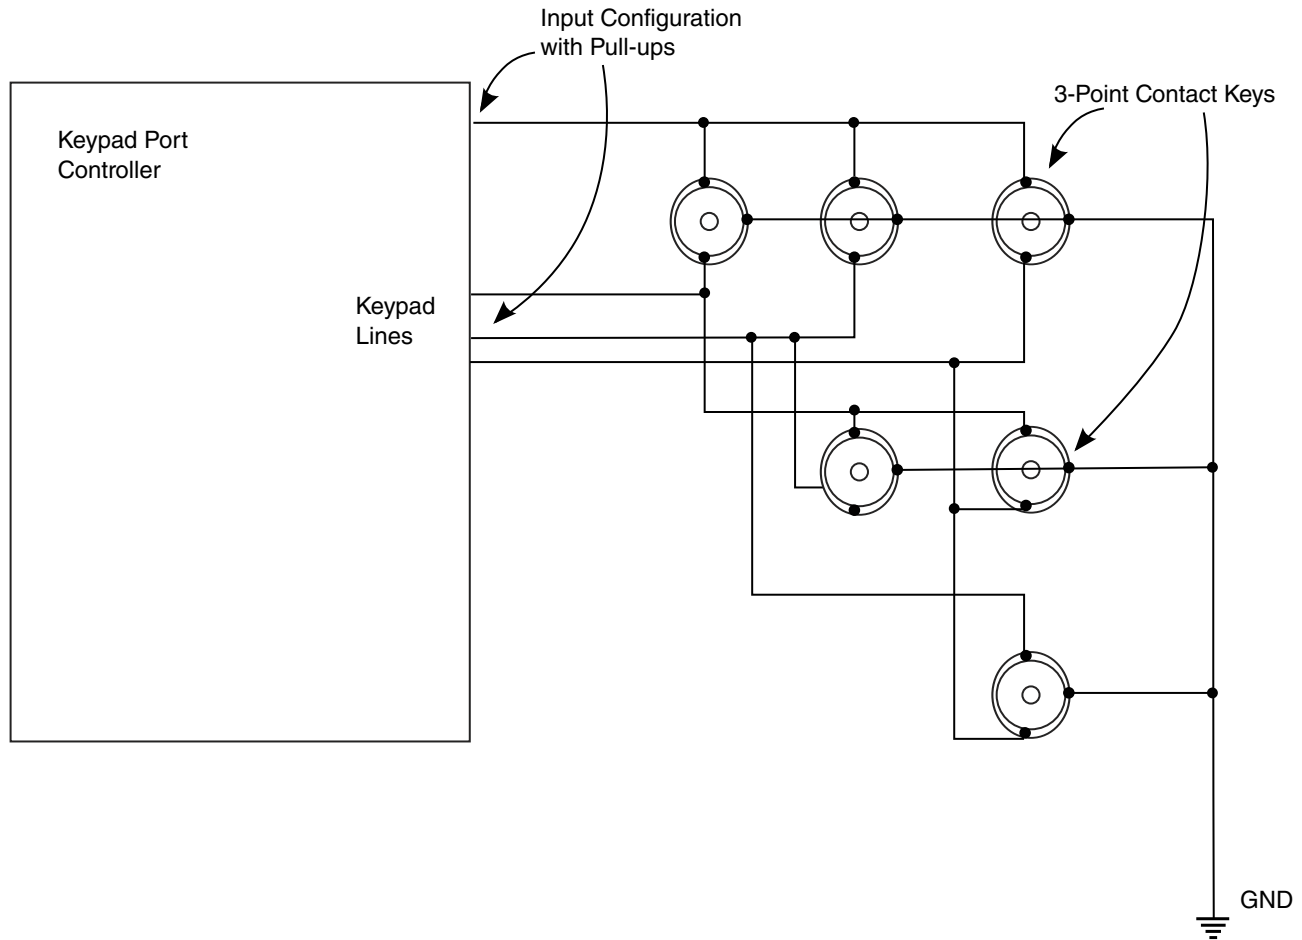 Input Configuration
with Pull-ups
3-Point Contact Keys
Keypad Port
Controller
Keypad
Lines
GND